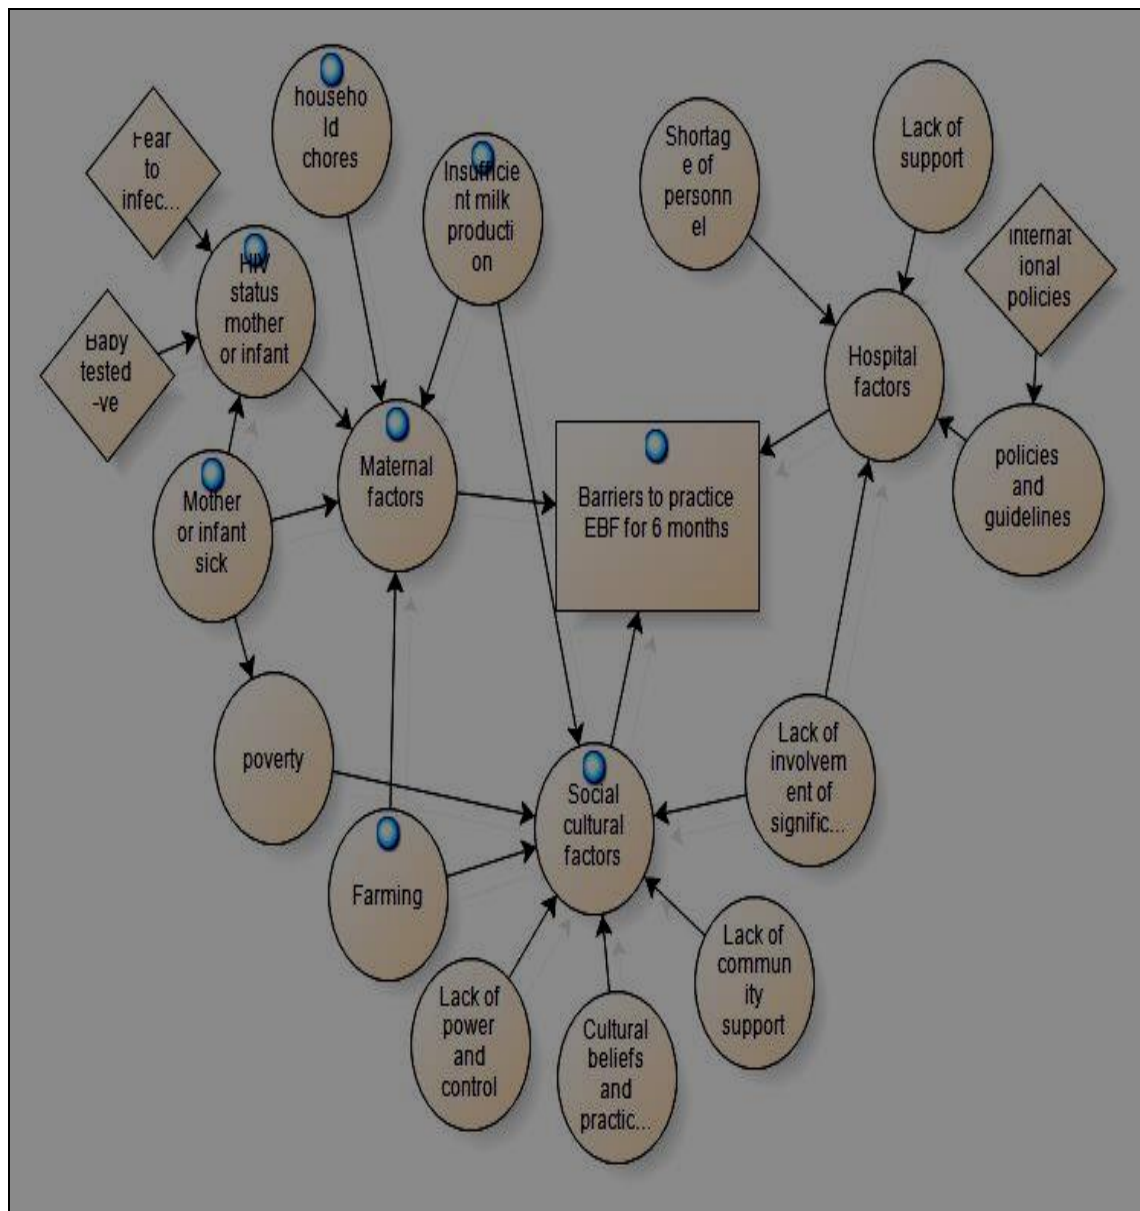 househo
ld
chores
Fear
to
infec...
Insufficie
nt milk
producti
on
Shortag
e of
personn
el
Lack of
support
Internat
ional
policies
HIV
status
mother
or infant
Baby
tested
-ve
Hospital
factors
Maternal
factors
Barriers to practice
EBF for 6 months
policies
and
guidelines
Mother
or infant
sick
poverty
Lack of
involvem
ent of
signific...
Social
cultural
factors
Farming
Lack of
commun
ity
support
Lack of
power
and
control
Cultural
beliefs
and
practic...